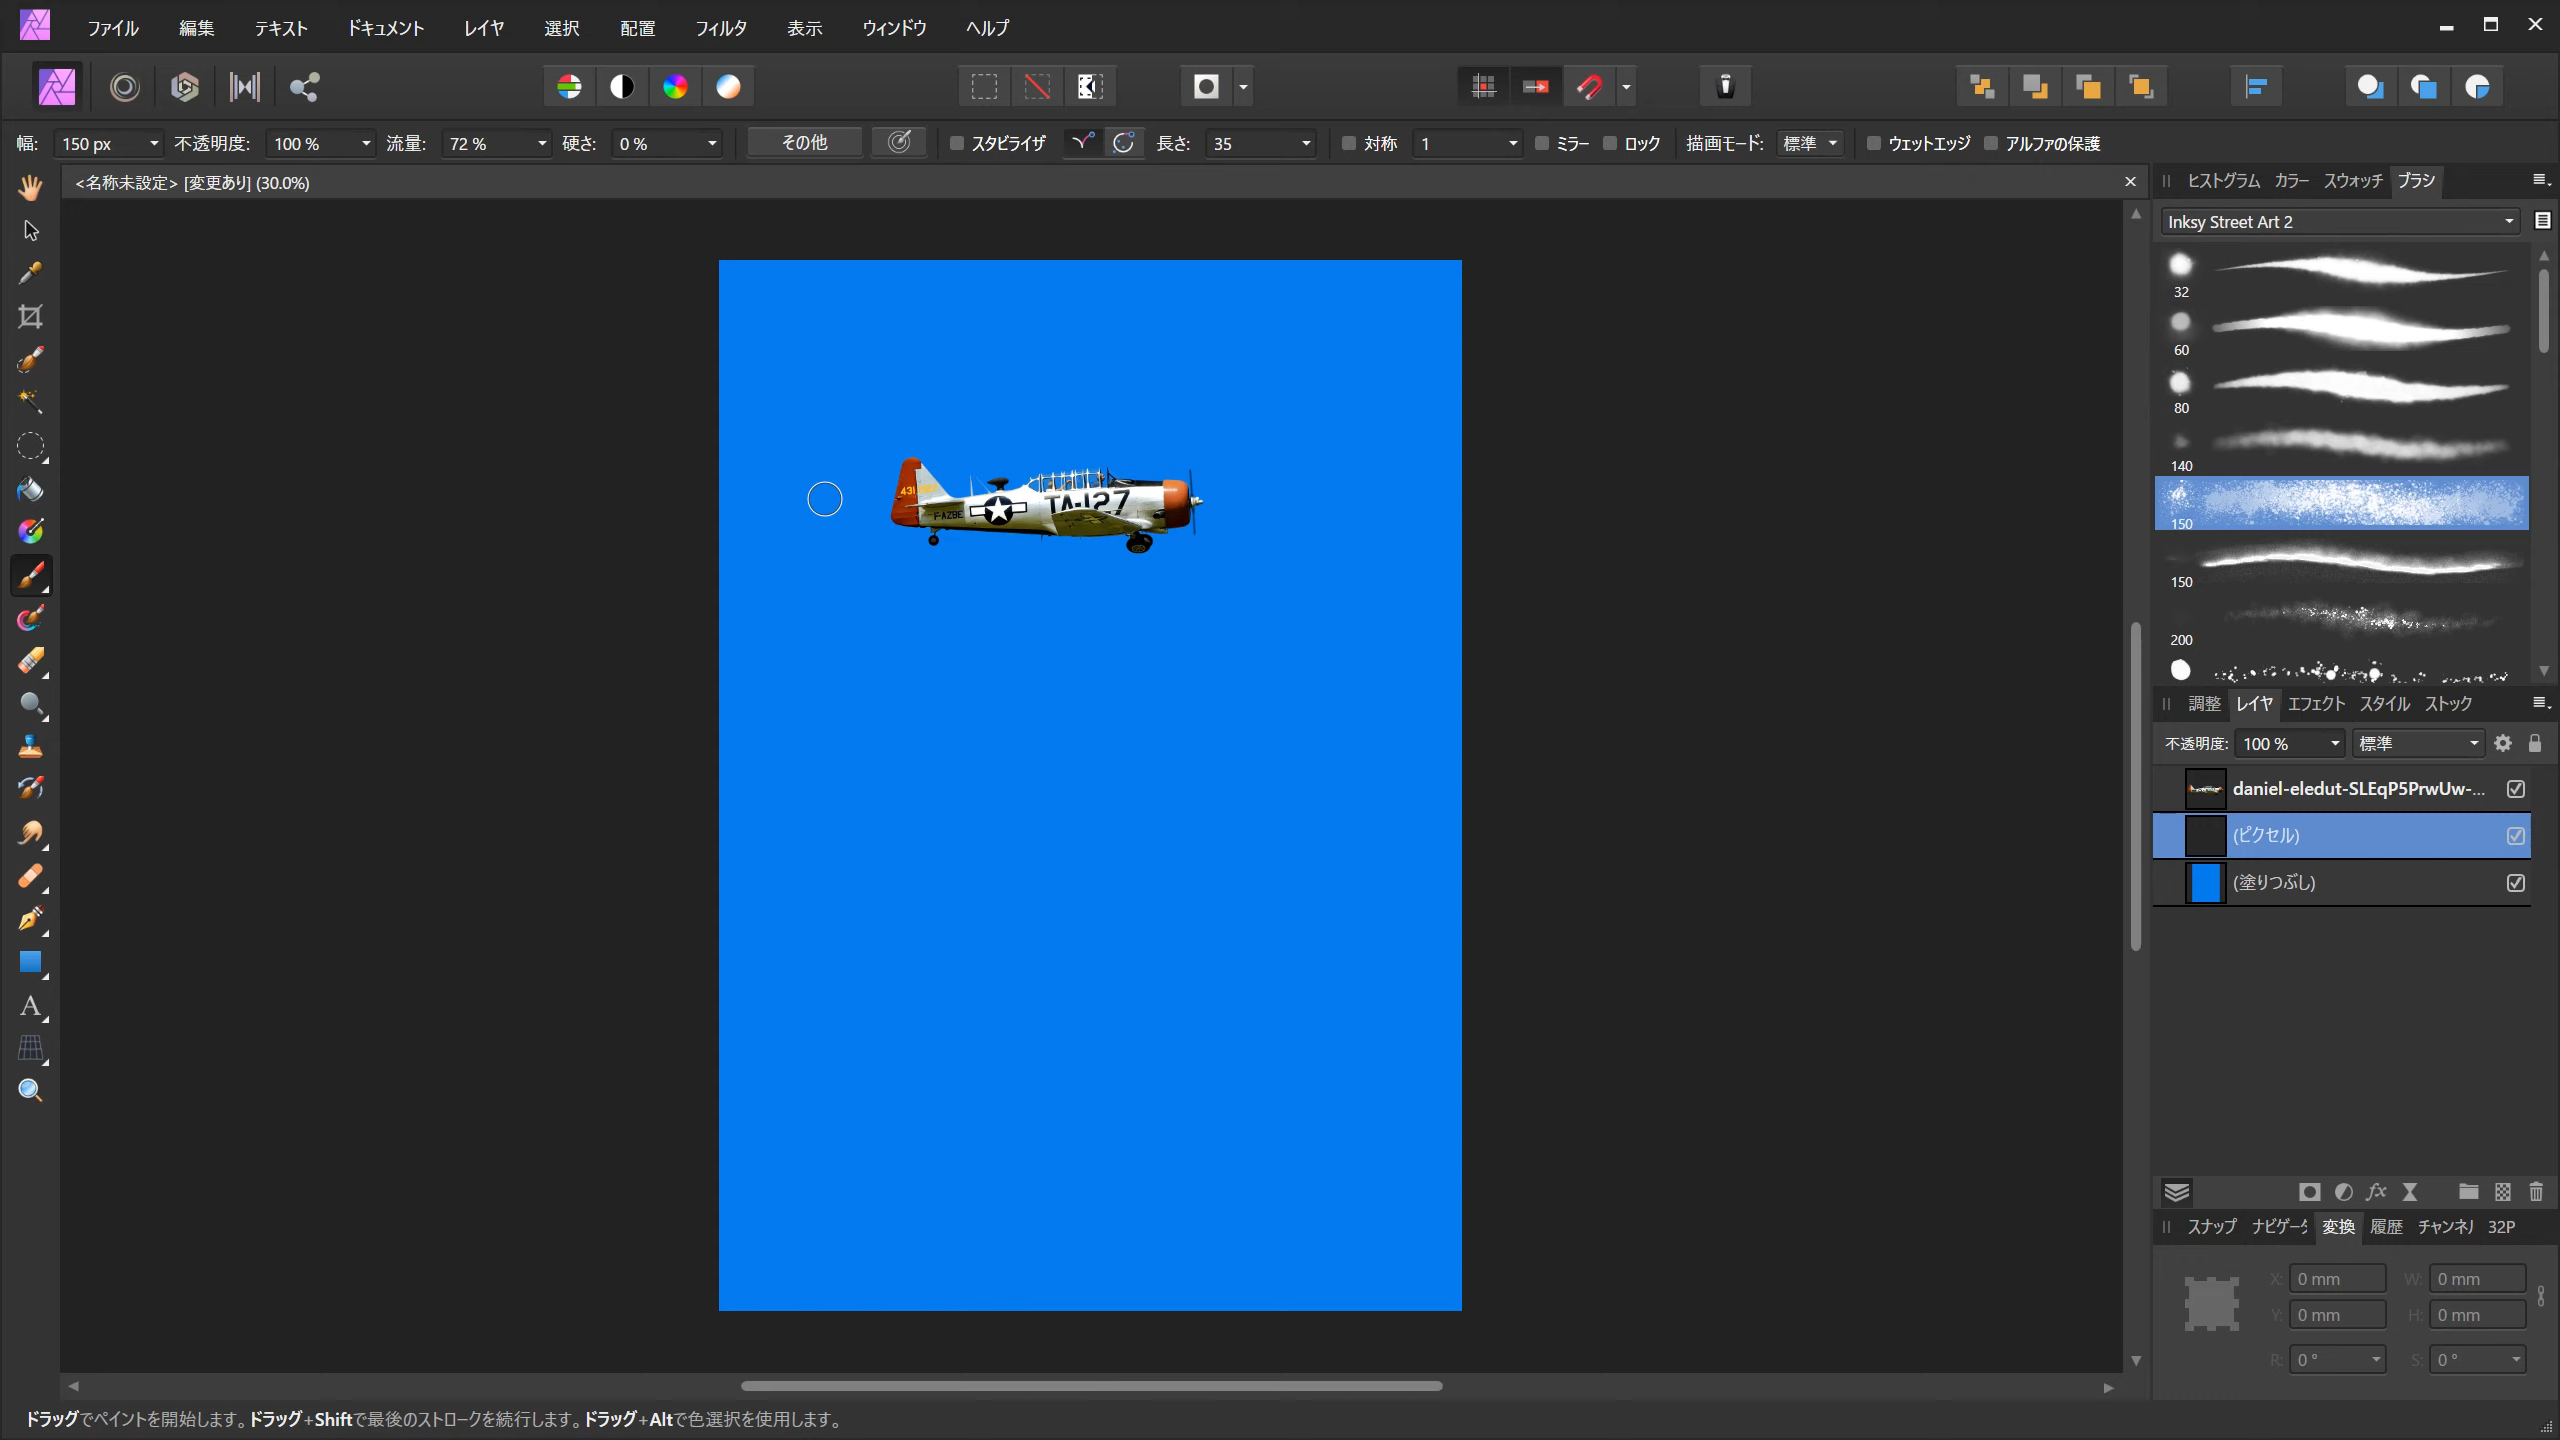 ファイル 編集 テキスト ドキュメント レイヤ 選択 配置 フィルタ 表示 ウィンドウ ヘルプ
幅: 150 px 不透明度: 100 % 流量: 72 % 硬さ: 0 % その他 スタビライザ 長さ: 35 対称 1 ミラー ロック 描画モード: 標準 ウェットエッジ アルファの保護
<名称未設定> [変更あり] (30.0%)
ヒストグラム カラー スウォッチ ブラシ
Inksy Street Art 2
32
60
80
140
150
150
200
TA-127
F-AZBE
調整 レイヤ エフェクト スタイル ストック
不透明度: 100 % 標準
daniel-eledut-SLEqP5PrwUw-...
(ピクセル)
(塗りつぶし)
スナップ ナビゲータ 変換 履歴 チャンネル 32P
X: 0 mm W: 0 mm
Y: 0 mm H: 0 mm
R: 0 ° S: 0 °
ドラッグでペイントを開始します。ドラッグ+Shiftで最後のストロークを続行します。ドラッグ+Altで色選択を使用します。